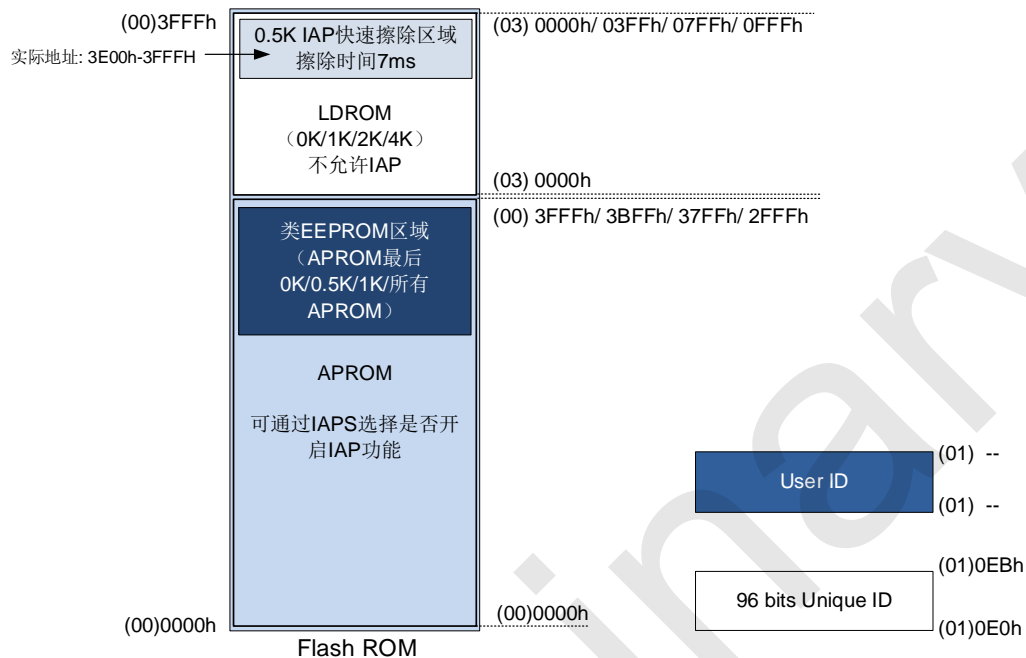 (00)3FFFh
实际地址: 3E00h-3FFFH
0.5K IAP快速擦除区域
擦除时间7ms
(03) 0000h/ 03FFh/ 07FFh/ 0FFFh
LDROM
（0K/1K/2K/4K）
不允许IAP
(03) 0000h
(00) 3FFFh/ 3BFFh/ 37FFh/ 2FFFh
类EEPROM区域
（APROM最后
0K/0.5K/1K/所有
APROM）
APROM
可通过IAPS选择是否开
启IAP功能
(00)0000h
(00)0000h
Flash ROM
(01) --
User ID
(01) --
(01)0EBh
96 bits Unique ID
(01)0E0h